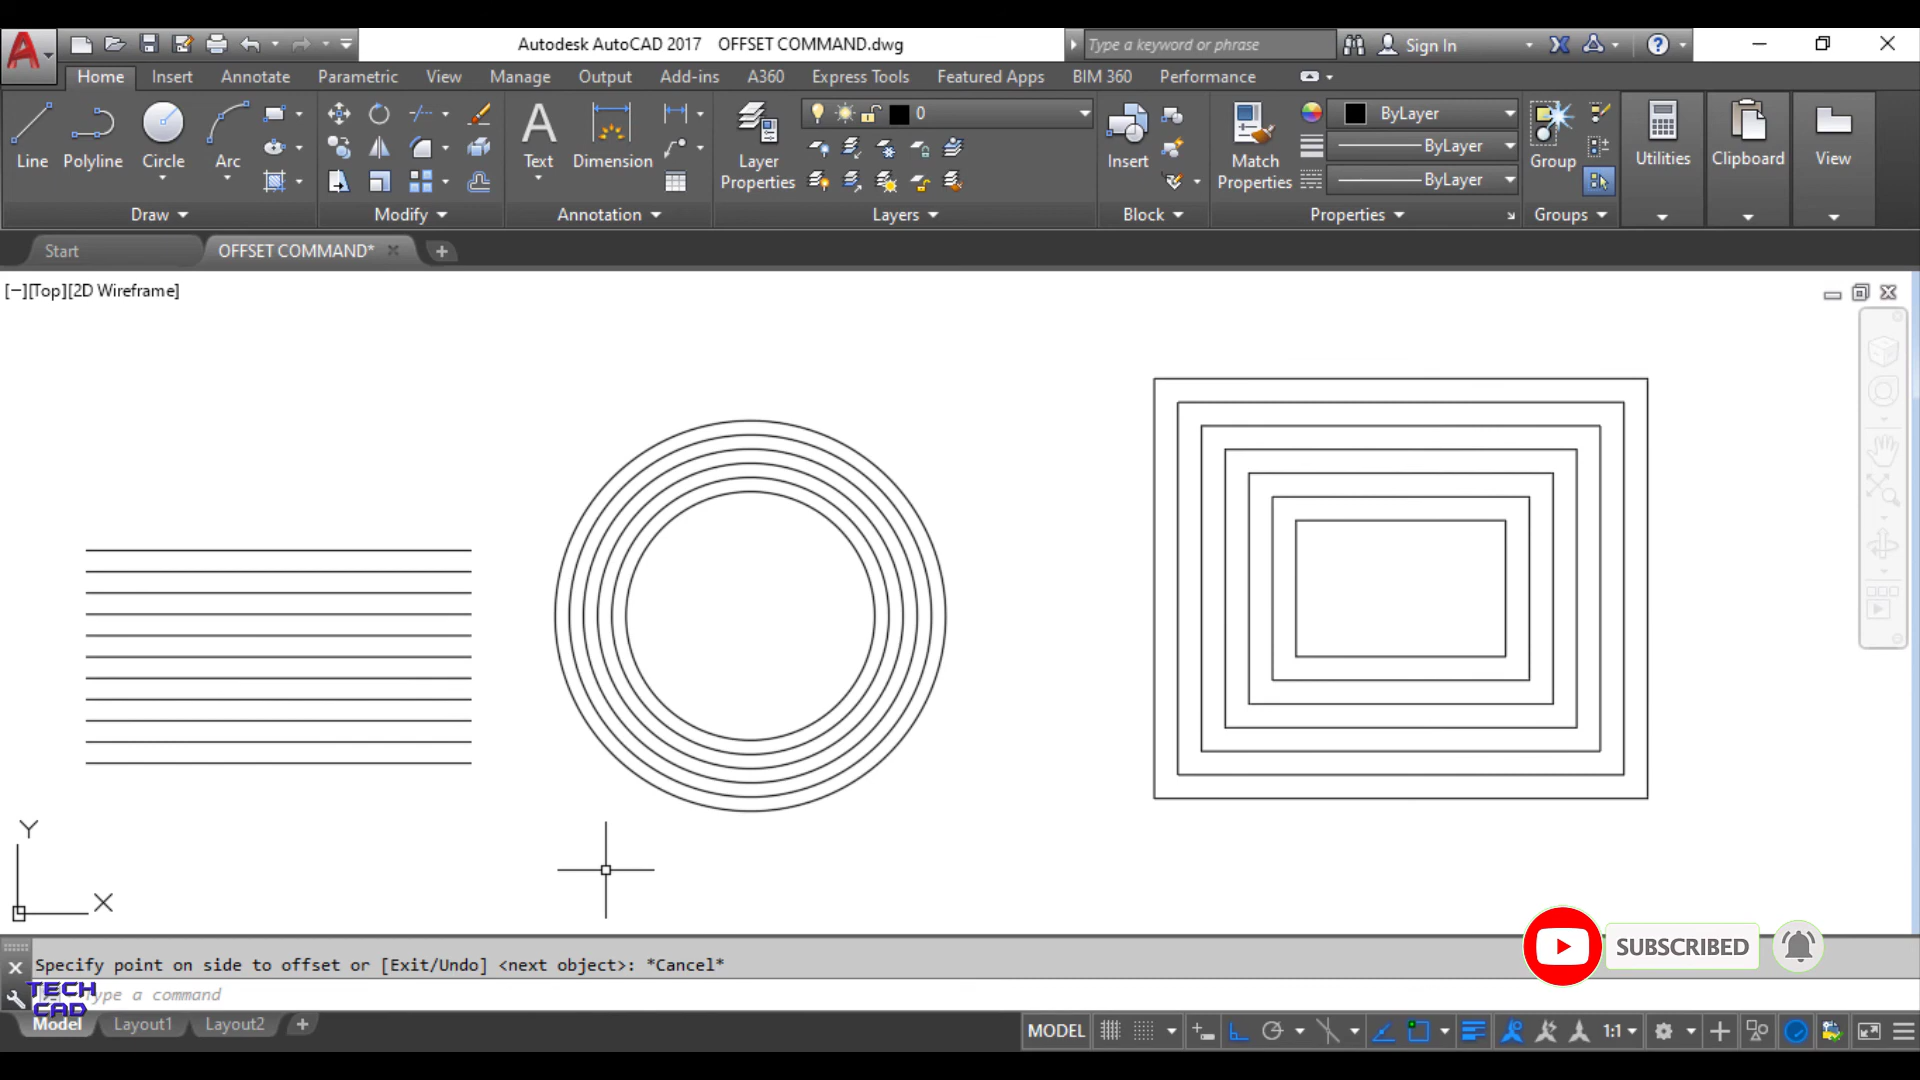 Autodesk AutoCAD 2017 OFFSET COMMAND.dwg
Type a keyword or phrase
Sign In
Home Insert Annotate Parametric View Manage Output Add-ins A360 Express Tools Featured Apps BIM 360 Performance
Line Polyline Circle Arc
Text Dimension
Layer Properties
0
Insert
Match Properties
ByLayer
ByLayer
ByLayer
Group
Utilities
Clipboard
View
Draw Modify Annotation Layers Block Properties Groups
Start OFFSET COMMAND*
[−][Top][2D Wireframe]
Y
X
Specify point on side to offset or [Exit/Undo] <next object>: *Cancel*
Type a command
TECH
CAD
SUBSCRIBED
Model Layout1 Layout2
MODEL 1:1